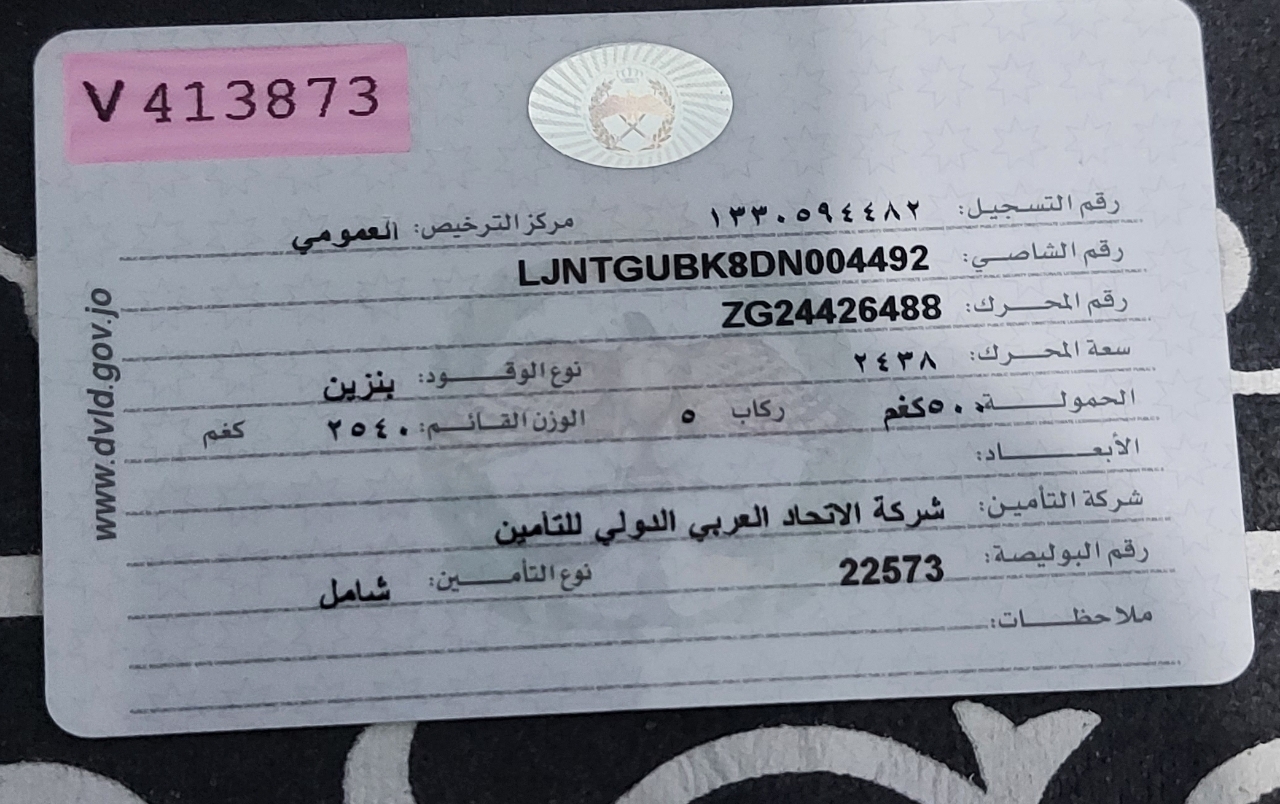 V 413873
رقم التسجيل: ١٣٣٠٥٩٤٤٨٢ مركز الترخيص: العمومي
رقم الشاصي: LJNTGUBK8DN004492
رقم المحرك: ZG24426488
سعة المحرك: ٢٤٣٨ نوع الوقود: بنزين
الحمولة: ٥٠٠كغم ركاب ٥ الوزن القائم: ٢٥٤٠ كغم
الأبعاد:
شركة التأمين: شركة الاتحاد العربي الدولي للتأمين
رقم البوليصة: 22573 نوع التأمين: شامل
ملاحظات:
www.dvld.gov.jo